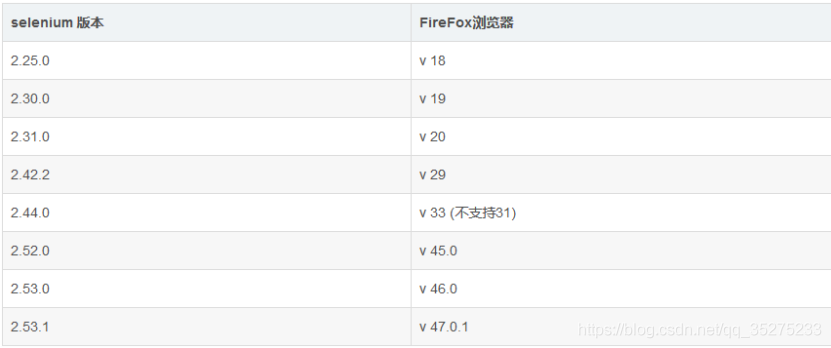 selenium 版本 FireFox浏览器
2.25.0 v 18
2.30.0 v 19
2.31.0 v 20
2.42.2 v 29
2.44.0 v 33 (不支持31)
2.52.0 v 45.0
2.53.0 v 46.0
2.53.1 v 47.0.1
https://blog.csdn.net/qq_35275233